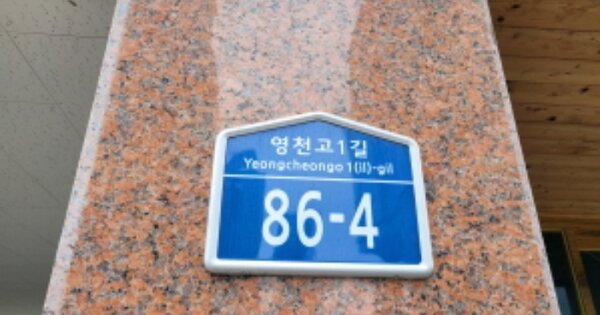 영천고1길
Yeongcheongo 1(il)-gil
86-4